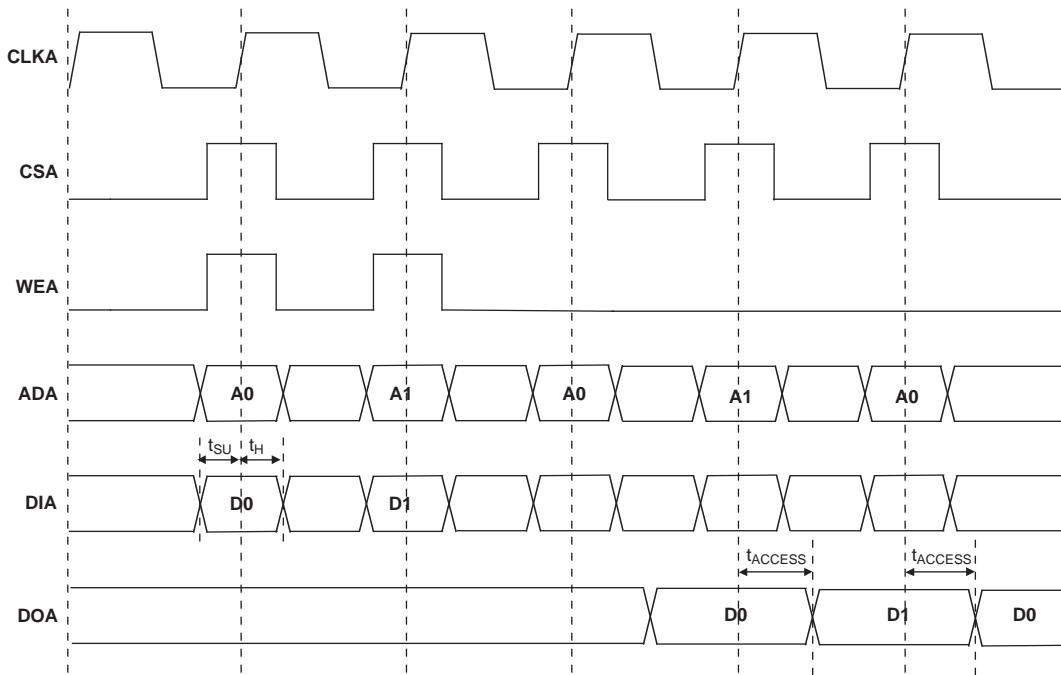 CLKA
CSA
WEA
ADA A0 A1 A0 A1 A0
tSU tH
DIA D0 D1
tACCESS tACCESS
DOA D0 D1 D0